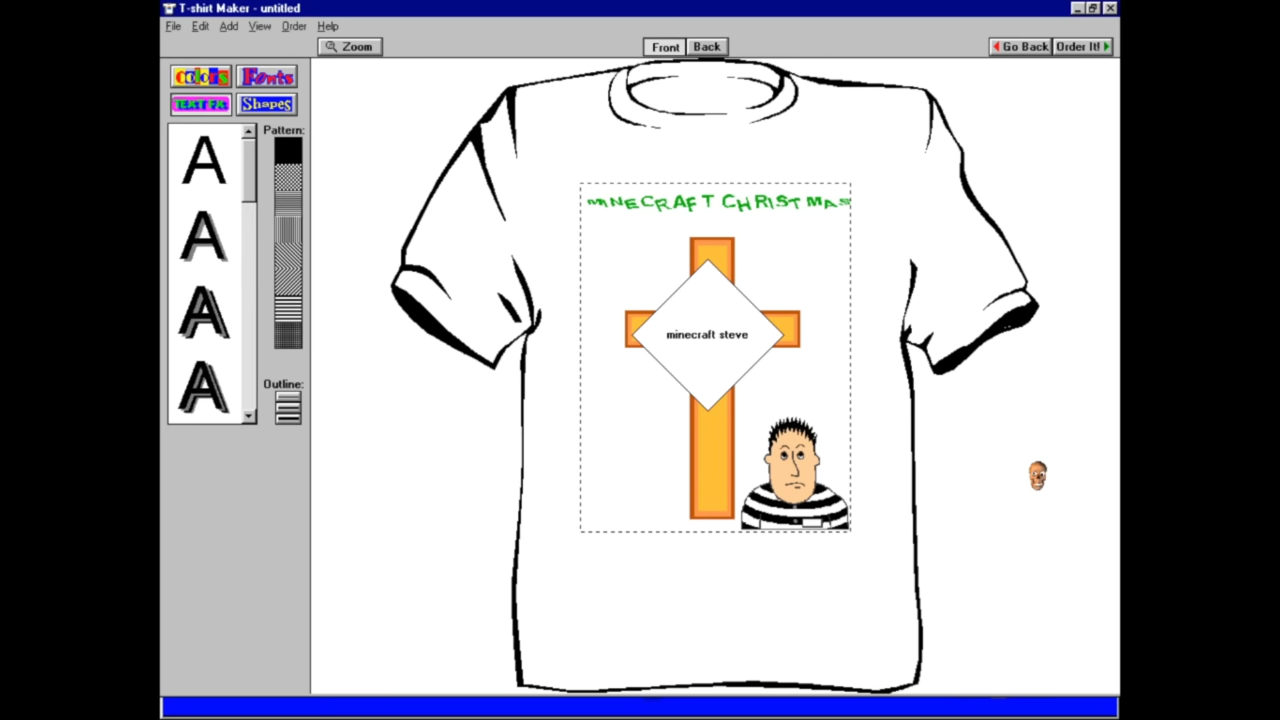 T-shirt Maker - untitled
File Edit Add View Order Help
Zoom Front Back Go Back Order It!
Colors Fonts
TEXT FX Shapes
Pattern:
A
A
A
A
Outline:
MINECRAFT CHRISTMAS
minecraft steve